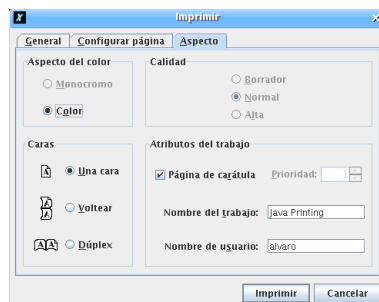 Imprimir
General Configurar página Aspecto
Aspecto del color
Monocromo
Color
Calidad
Borrador
Normal
Alta
Caras
Una cara
Voltear
Dúplex
Atributos del trabajo
Página de carátula Prioridad: 1
Nombre del trabajo: Java Printing
Nombre de usuario: alvaro
Imprimir Cancelar